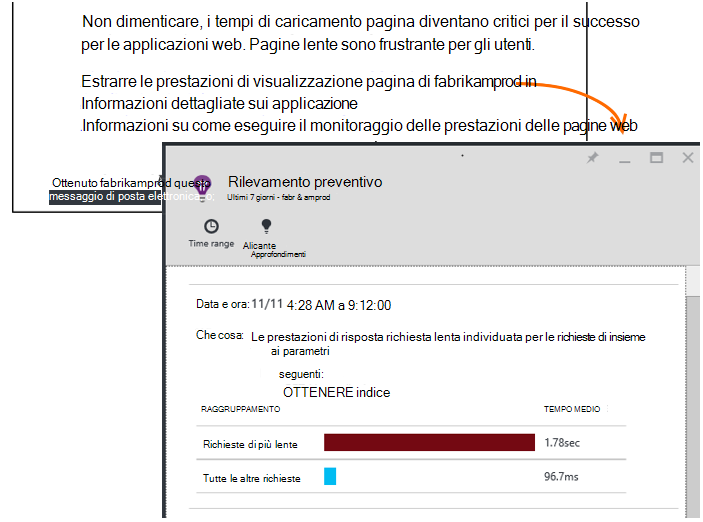 Non dimenticare, i tempi di caricamento pagina diventano critici per il successo
per le applicazioni web. Pagine lente sono frustrante per gli utenti.
Estrarre le prestazioni di visualizzazione pagina di fabrikamprod in
Informazioni dettagliate sui applicazione
.Informazioni su come eseguire il monitoraggio delle prestazioni delle pagine web
Ottenuto fabrikamprod questo
messaggio di posta elettronica
Rilevamento preventivo
Ultimi 7 giorni - fabr & amprod
Time range
Alicante
Approfondimenti
Data e ora: 11/11 4:28 AM a 9:12:00
Che cosa: Le prestazioni di risposta richiesta lenta individuata per le richieste di insieme
ai parametri
seguenti:
OTTENERE indice
RAGGRUPPAMENTO TEMPO MEDIO
Richieste di più lente 1.78sec
Tutte le altre richieste 96.7ms